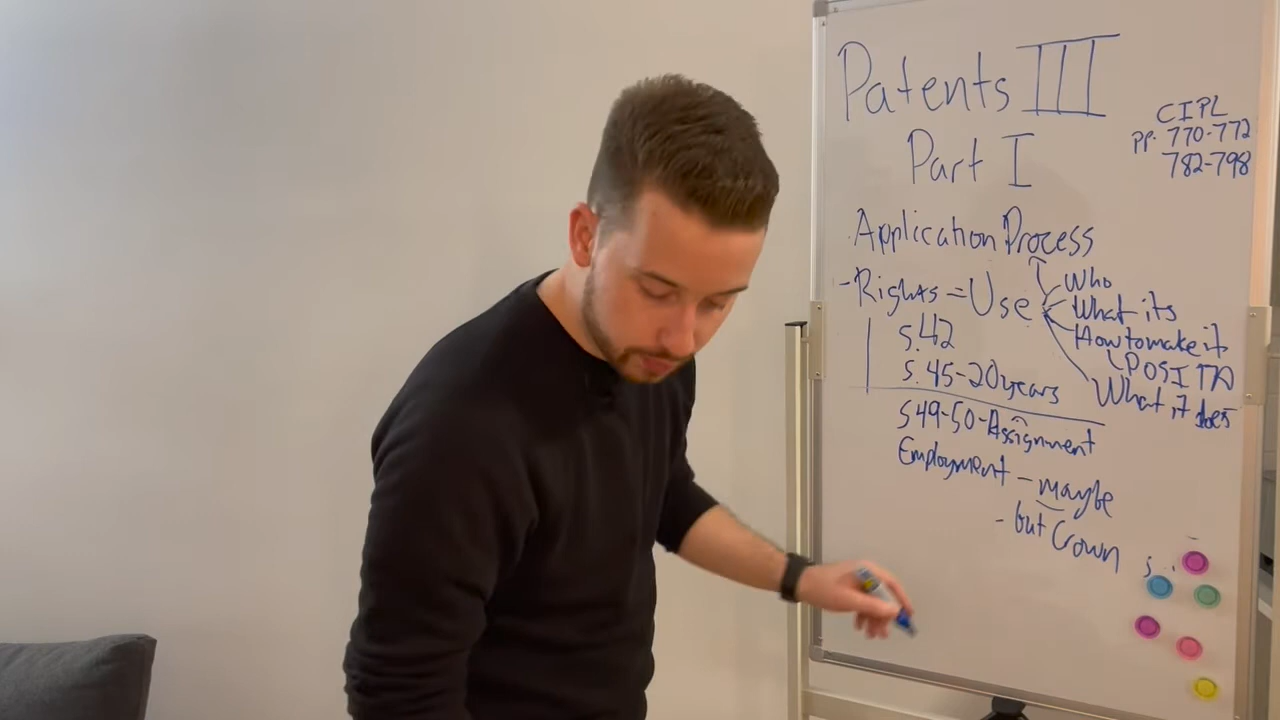 Patents III
Part I
CIPL
pp. 770-772
782-798
Application Process
- Rights = Use
Who
What its
How to make it
POSITA
What it does
s.42
s.45-20 years
S49-50-Assignment
Employment - maybe
- but Crown